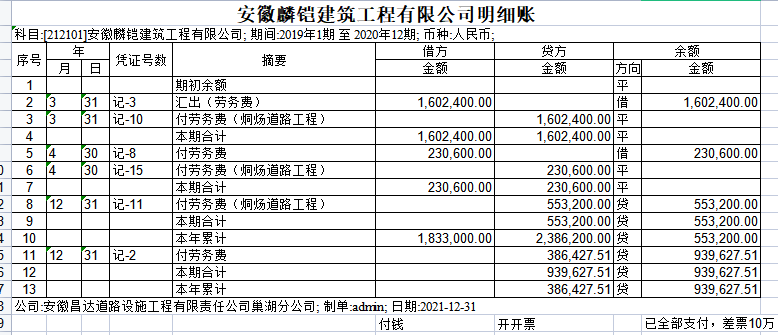 安徽麟铠建筑工程有限公司明细账
科目:[212101]安徽麟铠建筑工程有限公司; 期间:2019年1期 至 2020年12期; 币种:人民币;
序号 年 凭证号数 摘要 借方 贷方 余额
月 日 金额 金额 方向 金额
1 期初余额 平
2 3 31 记-3 汇出（劳务费） 1,602,400.00 借 1,602,400.00
3 3 31 记-10 付劳务费（烔炀道路工程） 1,602,400.00 平
4 本期合计 1,602,400.00 1,602,400.00 平
5 4 30 记-8 付劳务费 230,600.00 借 230,600.00
6 4 30 记-15 付劳务费（烔炀道路工程） 230,600.00 平
7 本期合计 230,600.00 230,600.00 平
8 12 31 记-11 付劳务费（烔炀道路工程） 553,200.00 贷 553,200.00
9 本期合计 553,200.00 贷 553,200.00
10 本年累计 1,833,000.00 2,386,200.00 贷 553,200.00
11 12 31 记-2 付劳务费 386,427.51 贷 939,627.51
12 本期合计 939,627.51 贷 939,627.51
13 本年累计 386,427.51 贷 939,627.51
公司:安徽昌达道路设施工程有限责任公司巢湖分公司; 制单:admin; 日期:2021-12-31
付钱 开开票 已全部支付，差票10万